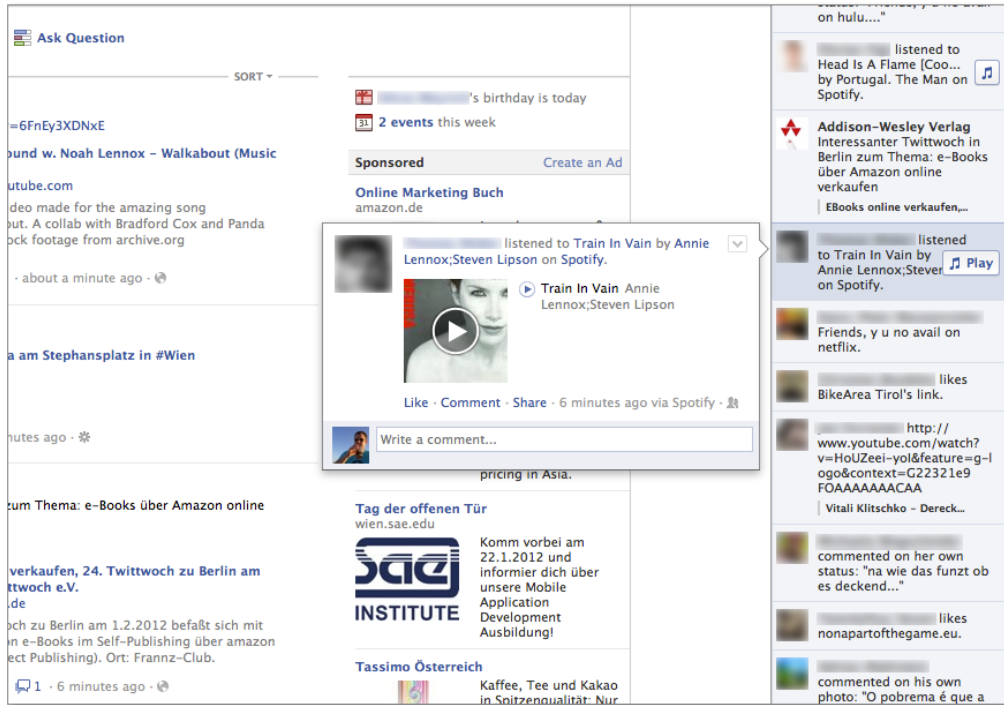 Ask Question
SORT
=6FnEy3XDNxE
ound w. Noah Lennox - Walkabout (Music
utube.com
deo made for the amazing song
out. A collab with Bradford Cox and Panda
ock footage from archive.org
· about a minute ago ·
a am Stephansplatz in #Wien
nutes ago ·
zum Thema: e-Books über Amazon online
verkaufen, 24. Twittwoch zu Berlin am
ttwoch e.V.
.de
och zu Berlin am 1.2.2012 befaßt sich mit
on e-Books im Self-Publishing über amazon
ect Publishing). Ort: Frannz-Club.
1 · 6 minutes ago ·
's birthday is today
31
2 events this week
Sponsored
Create an Ad
Online Marketing Buch
amazon.de
listened to Train In Vain by Annie
Lennox;Steven Lipson on Spotify.
Train In Vain Annie
Lennox;Steven Lipson
Like · Comment · Share · 6 minutes ago via Spotify ·
Write a comment...
pricing in Asia.
Tag der offenen Tür
wien.sae.edu
sae
INSTITUTE
Komm vorbei am
22.1.2012 und
informier dich über
unsere Mobile
Application
Development
Ausbildung!
Tassimo Österreich
Kaffee, Tee und Kakao
in Spitzenqualität: Nur
on hulu...."
listened to
Head Is A Flame [Coo...
by Portugal. The Man on
Spotify.
Addison-Wesley Verlag
Interessanter Twittwoch in
Berlin zum Thema: e-Books
über Amazon online
verkaufen
EBooks online verkaufen,...
listened
to Train In Vain by
Annie Lennox;Steven
on Spotify.
Play
Friends, y u no avail on
netflix.
likes
BikeArea Tirol's link.
http://
www.youtube.com/watch?
v=HoUZeei-yoI&feature=g-l
ogo&context=G22321e9
FOAAAAAAACAA
Vitali Klitschko - Dereck...
commented on her own
status: "na wie das funzt ob
es deckend..."
likes
nonapartofthegame.eu.
commented on his own
photo: "O pobrema é que a